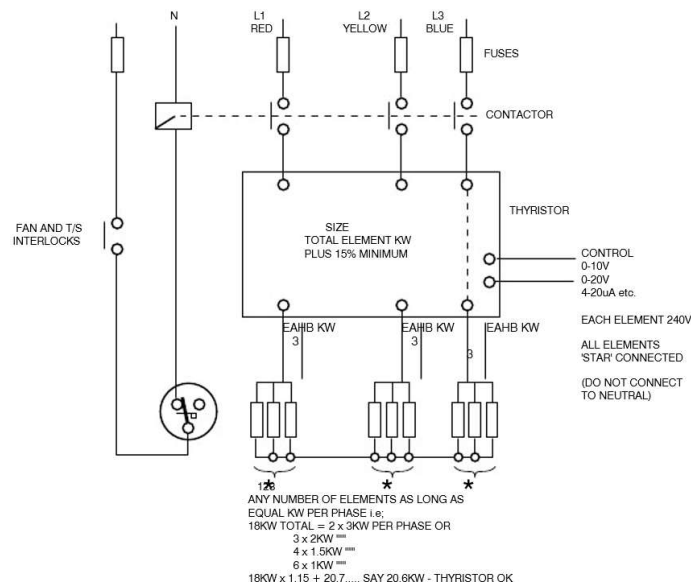 N
L1
RED
L2
YELLOW
L3
BLUE
FUSES
CONTACTOR
THYRISTOR
SIZE
TOTAL ELEMENT KW
PLUS 15% MINIMUM
FAN AND T/S
INTERLOCKS
CONTROL
0-10V
0-20V
4-20uA etc.
EACH ELEMENT 240V
ALL ELEMENTS
'STAR' CONNECTED
(DO NOT CONNECT
TO NEUTRAL)
EAHB KW
3
EAHB KW
3
EAHB KW
3
* * *
123
ANY NUMBER OF ELEMENTS AS LONG AS
EQUAL KW PER PHASE i.e;
18KW TOTAL = 2 x 3KW PER PHASE OR
3 x 2KW """
4 x 1.5KW """
6 x 1KW """
18KW x 1.15 + 20.7..... SAY 20.6KW - THYRISTOR OK